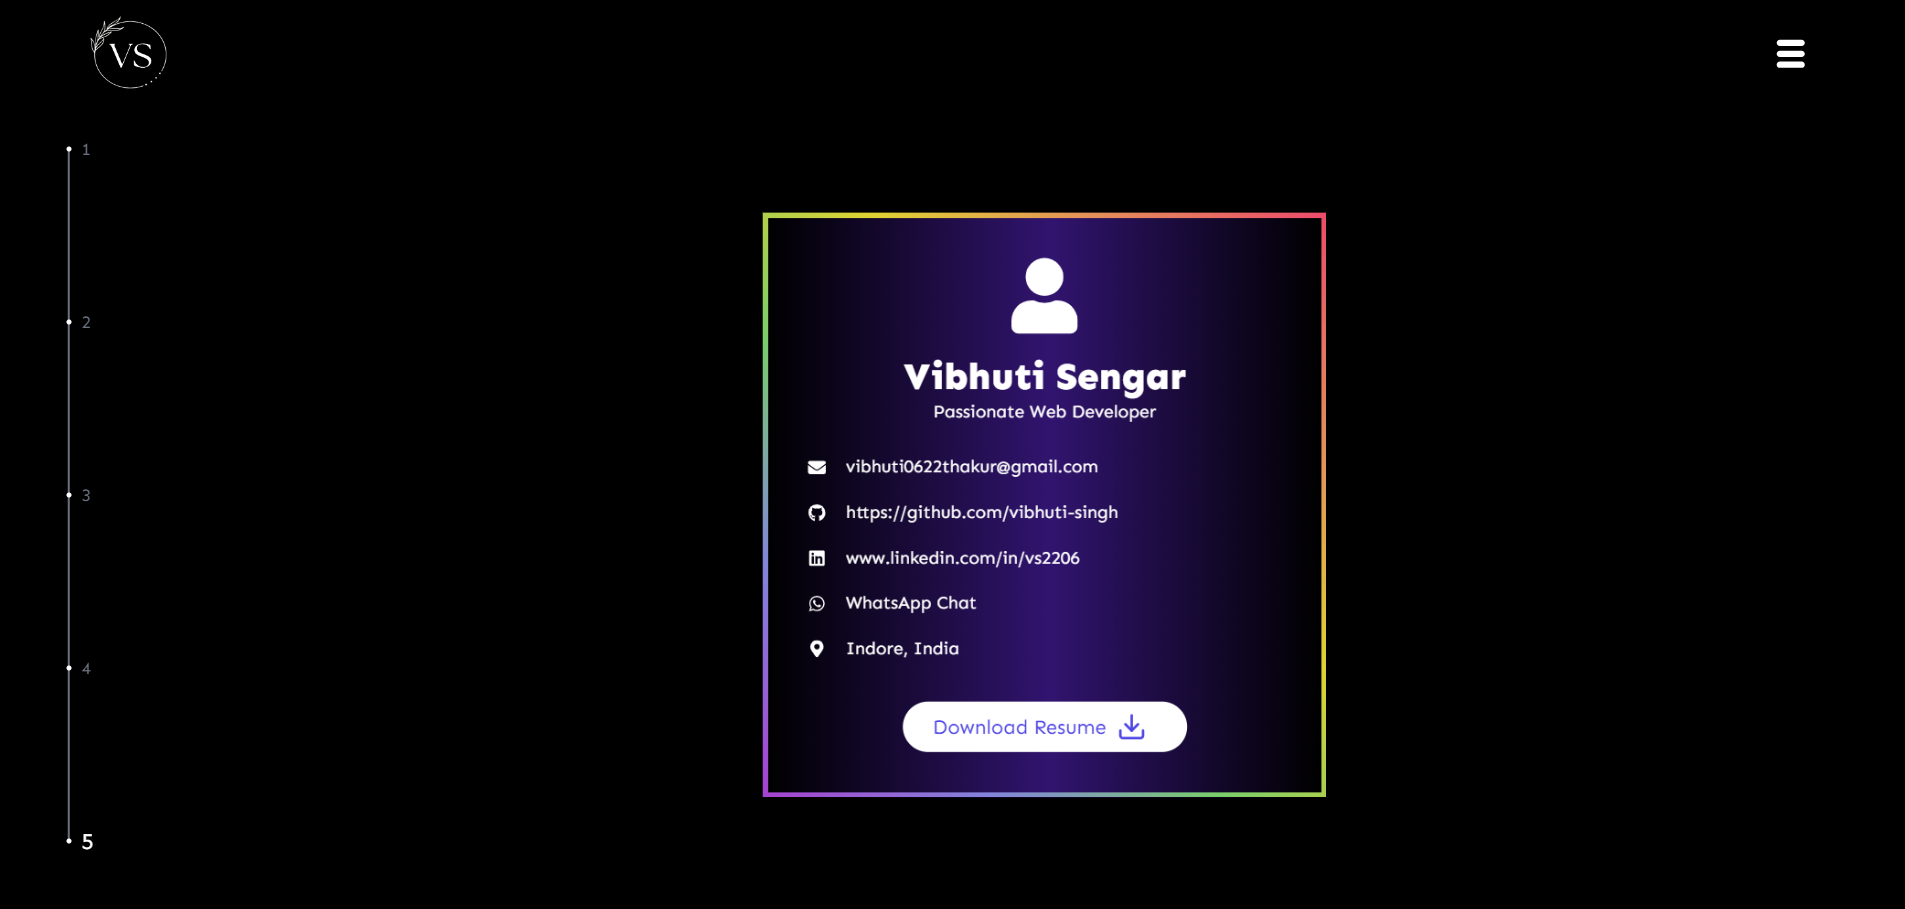 VS
1
2
3
4
5
Vibhuti Sengar
Passionate Web Developer
vibhuti0622thakur@gmail.com
https://github.com/vibhuti-singh
www.linkedin.com/in/vs2206
WhatsApp Chat
Indore, India
Download Resume